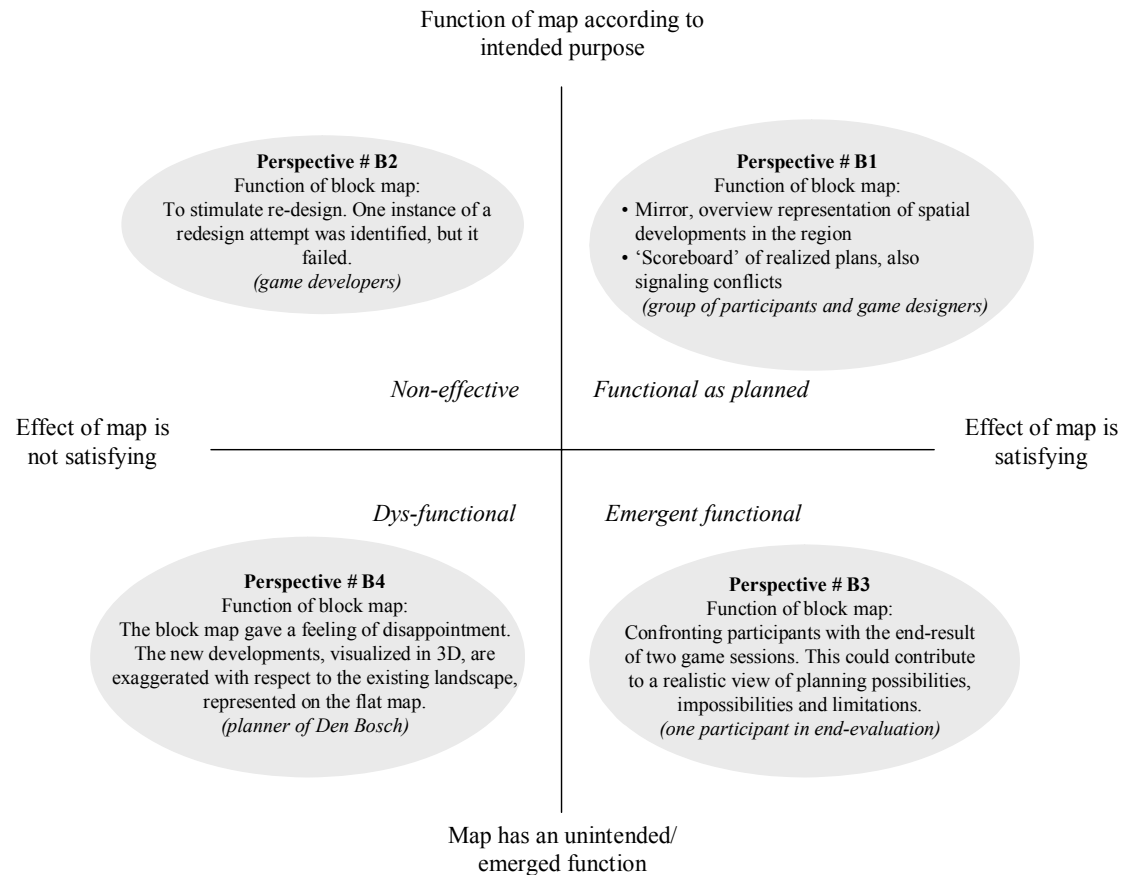 Function of map according to
intended purpose
Perspective # B2
Function of block map:
To stimulate re-design. One instance of a
redesign attempt was identified, but it
failed.
(game developers)
Perspective # B1
Function of block map:
• Mirror, overview representation of spatial
developments in the region
• ‘Scoreboard’ of realized plans, also
signaling conflicts
(group of participants and game designers)
Non-effective
Functional as planned
Effect of map is
not satisfying
Effect of map is
satisfying
Dys-functional
Emergent functional
Perspective # B4
Function of block map:
The block map gave a feeling of disappointment.
The new developments, visualized in 3D, are
exaggerated with respect to the existing landscape,
represented on the flat map.
(planner of Den Bosch)
Perspective # B3
Function of block map:
Confronting participants with the end-result
of two game sessions. This could contribute
to a realistic view of planning possibilities,
impossibilities and limitations.
(one participant in end-evaluation)
Map has an unintended/
emerged function